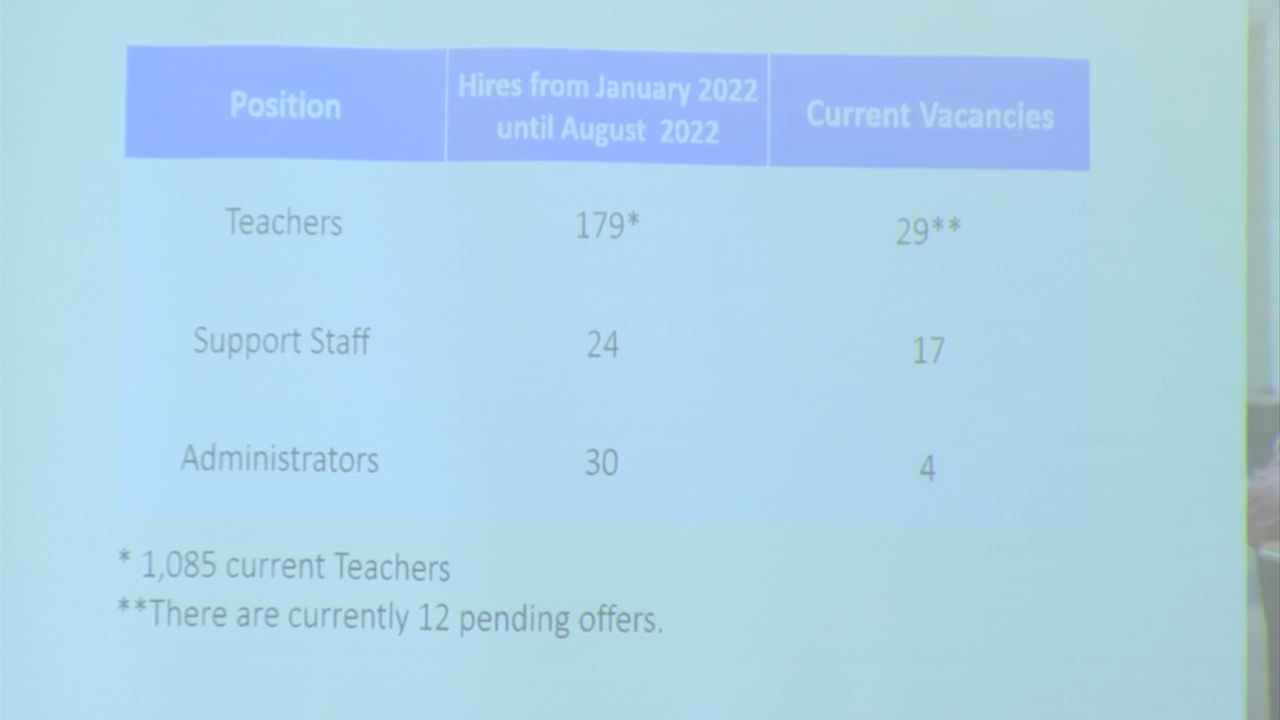 Position Hires from January 2022 until August 2022 Current Vacancies
Teachers 179* 29**
Support Staff 24 17
Administrators 30 4
* 1,085 current Teachers
**There are currently 12 pending offers.